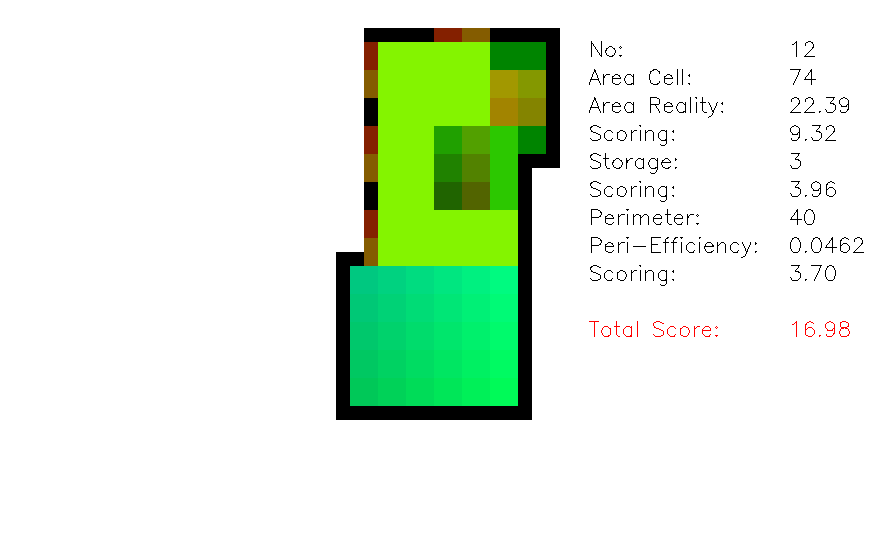 No: 12
Area Cell: 74
Area Reality: 22.39
Scoring: 9.32
Storage: 3
Scoring: 3.96
Perimeter: 40
Peri-Efficiency: 0.0462
Scoring: 3.70
Total Score: 16.98